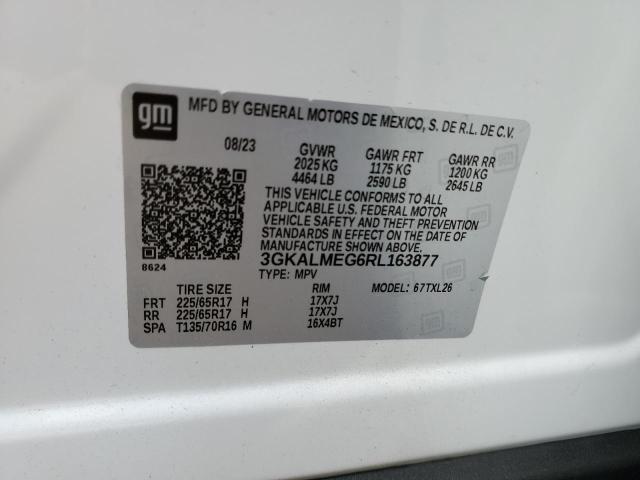 gm MFD BY GENERAL MOTORS DE MEXICO, S. DE R.L. DE C.V.
08/23 GVWR GAWR FRT GAWR RR
2025 KG 1175 KG 1200 KG
4464 LB 2590 LB 2645 LB
THIS VEHICLE CONFORMS TO ALL
APPLICABLE U.S. FEDERAL MOTOR
VEHICLE SAFETY AND THEFT PREVENTION
STANDARDS IN EFFECT ON THE DATE OF
MANUFACTURE SHOWN ABOVE.
8624 3GKALMEG6RL163877
TYPE: MPV MODEL: 67TXL26
TIRE SIZE RIM
FRT 225/65R17 H 17X7J
RR 225/65R17 H 17X7J
SPA T135/70R16 M 16X4BT